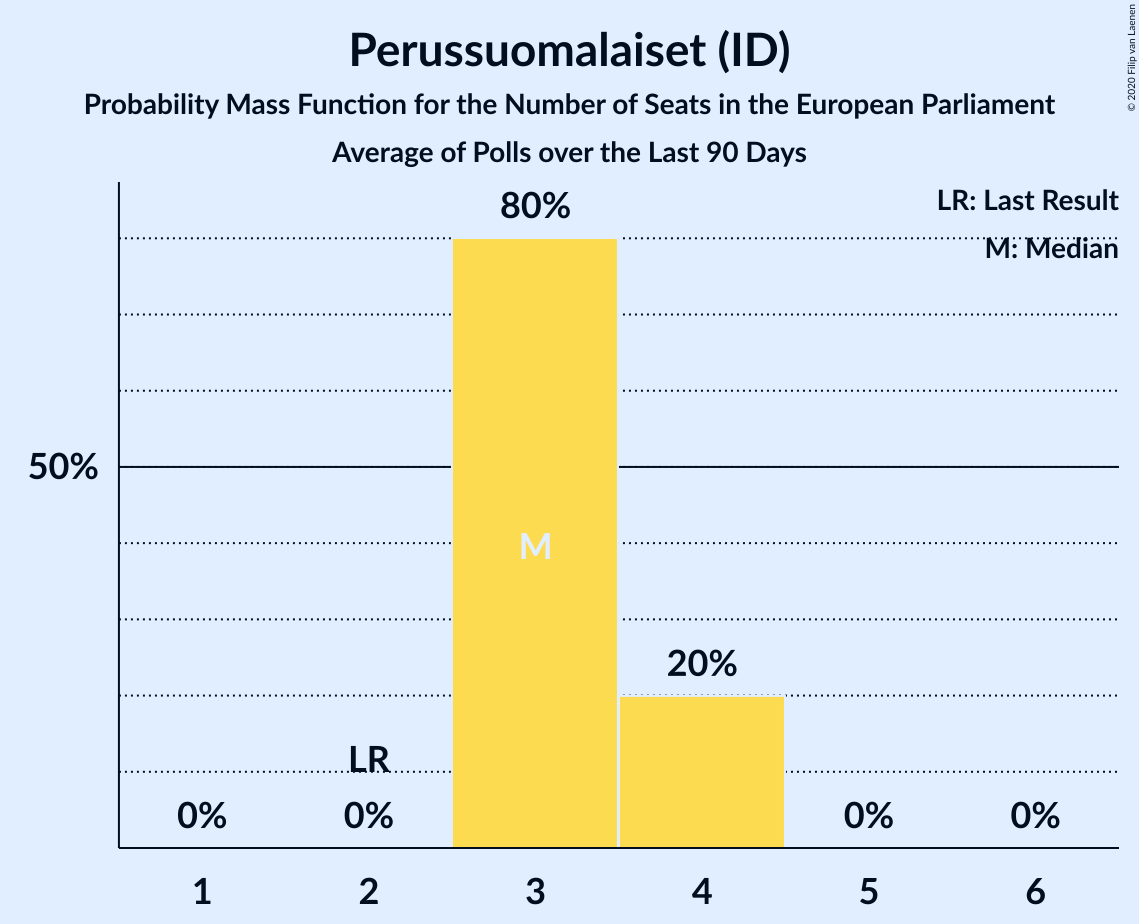 Perussuomalaiset (ID)
Probability Mass Function for the Number of Seats in the European Parliament
Average of Polls over the Last 90 Days
© 2020 Filip van Laenen
LR: Last Result
M: Median
80%
50%
M
20%
LR
0%
0%
0%
0%
1 2 3 4 5 6